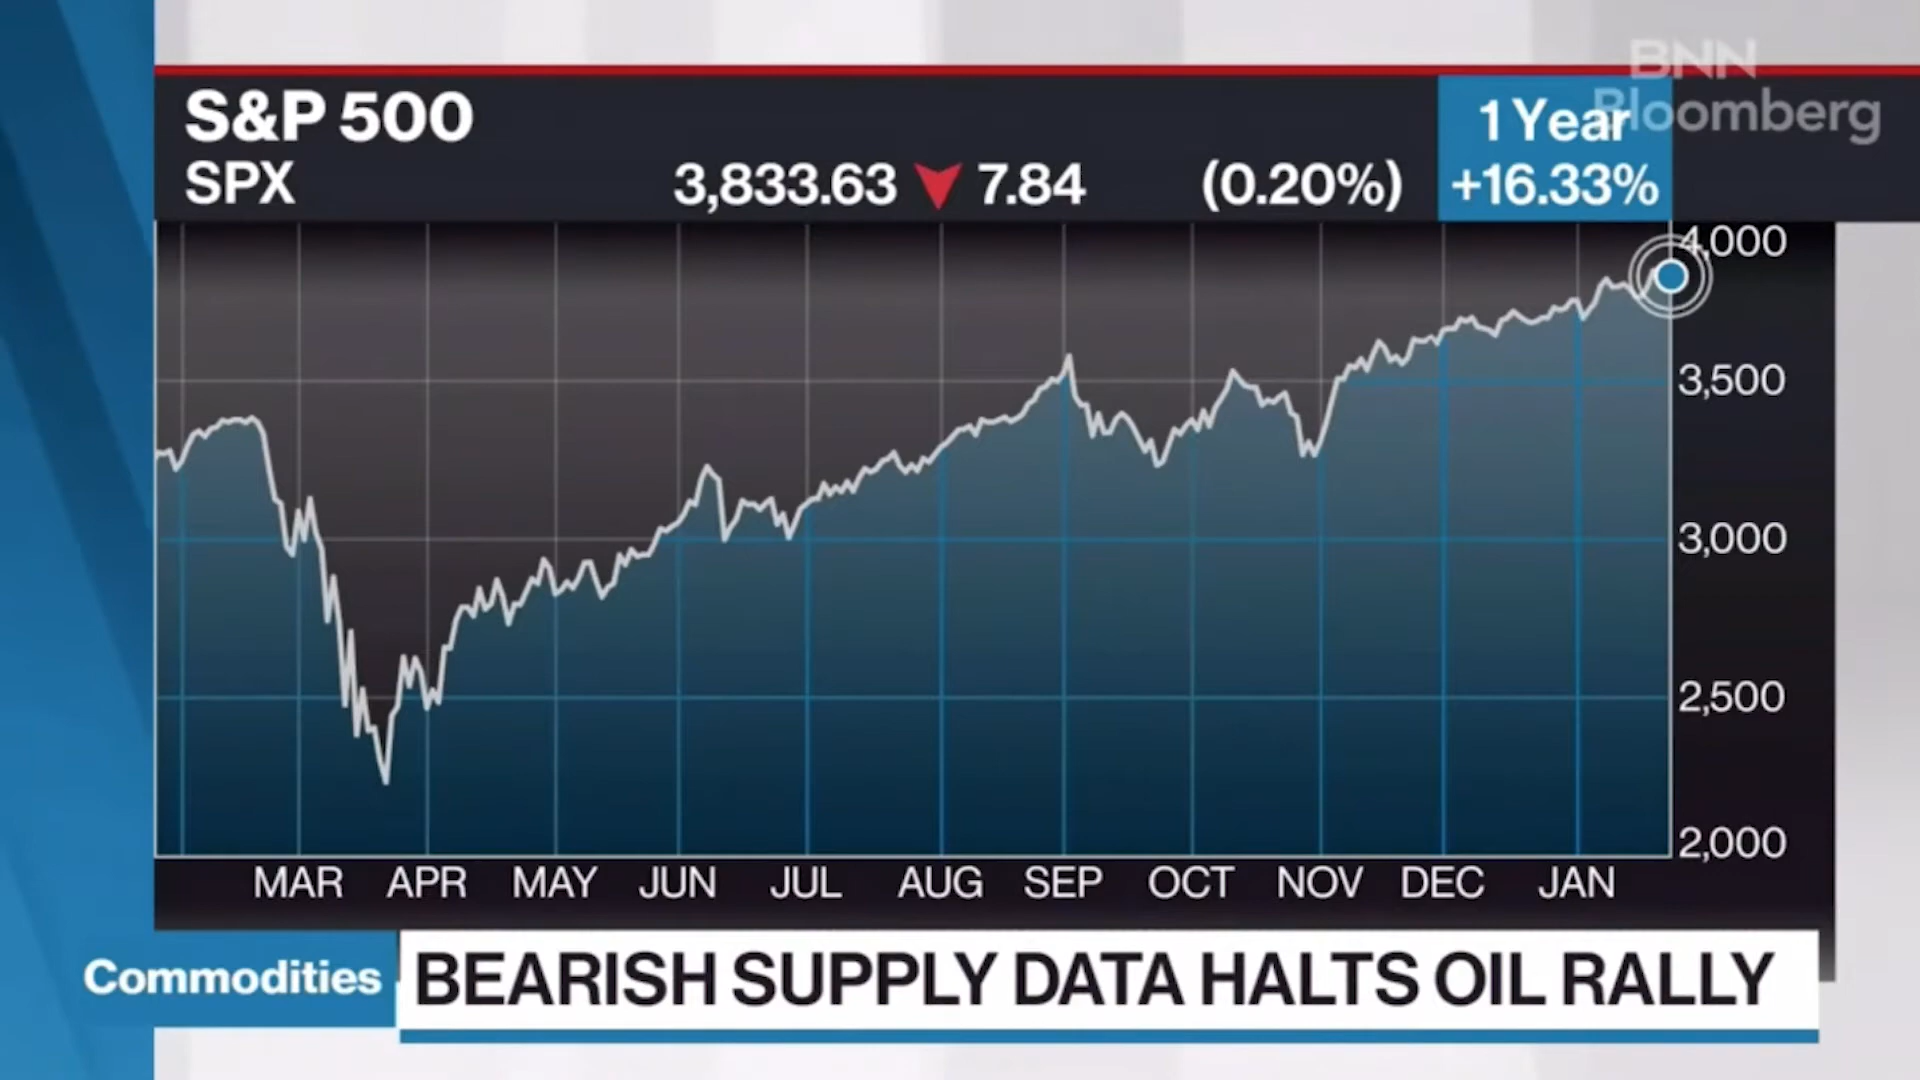 BNN
Bloomberg
S&P 500
1 Year
SPX
3,833.63 7.84 (0.20%)
+16.33%
4,000
3,500
3,000
2,500
2,000
MAR APR MAY JUN JUL AUG SEP OCT NOV DEC JAN
Commodities
BEARISH SUPPLY DATA HALTS OIL RALLY